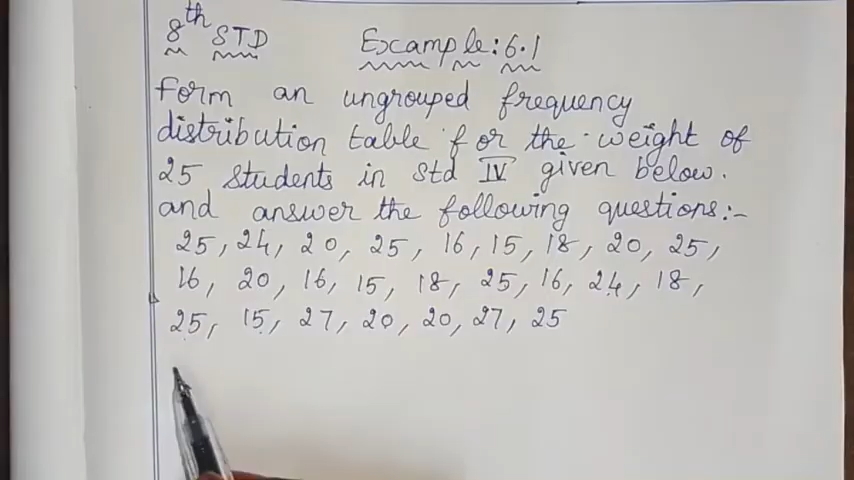 8th STD Example: 6.1
Form an ungrouped frequency
distribution table for the weight of
25 students in std IV given below.
and answer the following questions:-
25, 24, 20, 25, 16, 15, 18, 20, 25,
16, 20, 16, 15, 18, 25, 16, 24, 18,
25, 15, 27, 20, 20, 27, 25